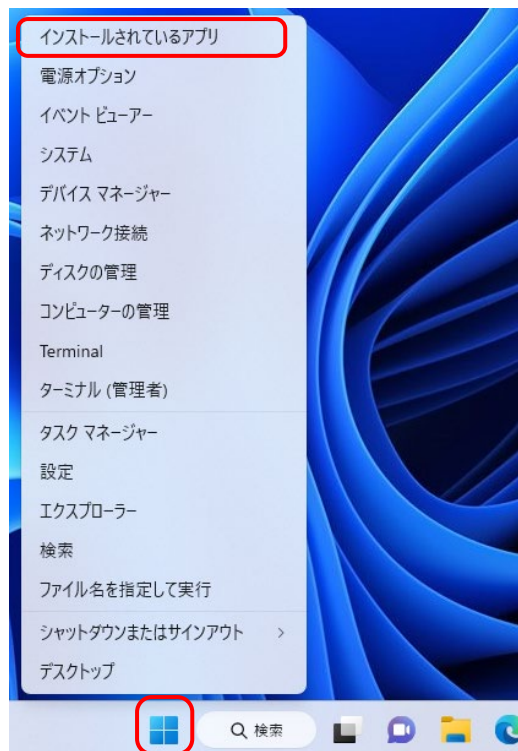 インストールされているアプリ
電源オプション
イベント ビューアー
システム
デバイス マネージャー
ネットワーク接続
ディスクの管理
コンピューターの管理
Terminal
ターミナル (管理者)
タスク マネージャー
設定
エクスプローラー
検索
ファイル名を指定して実行
シャットダウンまたはサインアウト
デスクトップ
検索